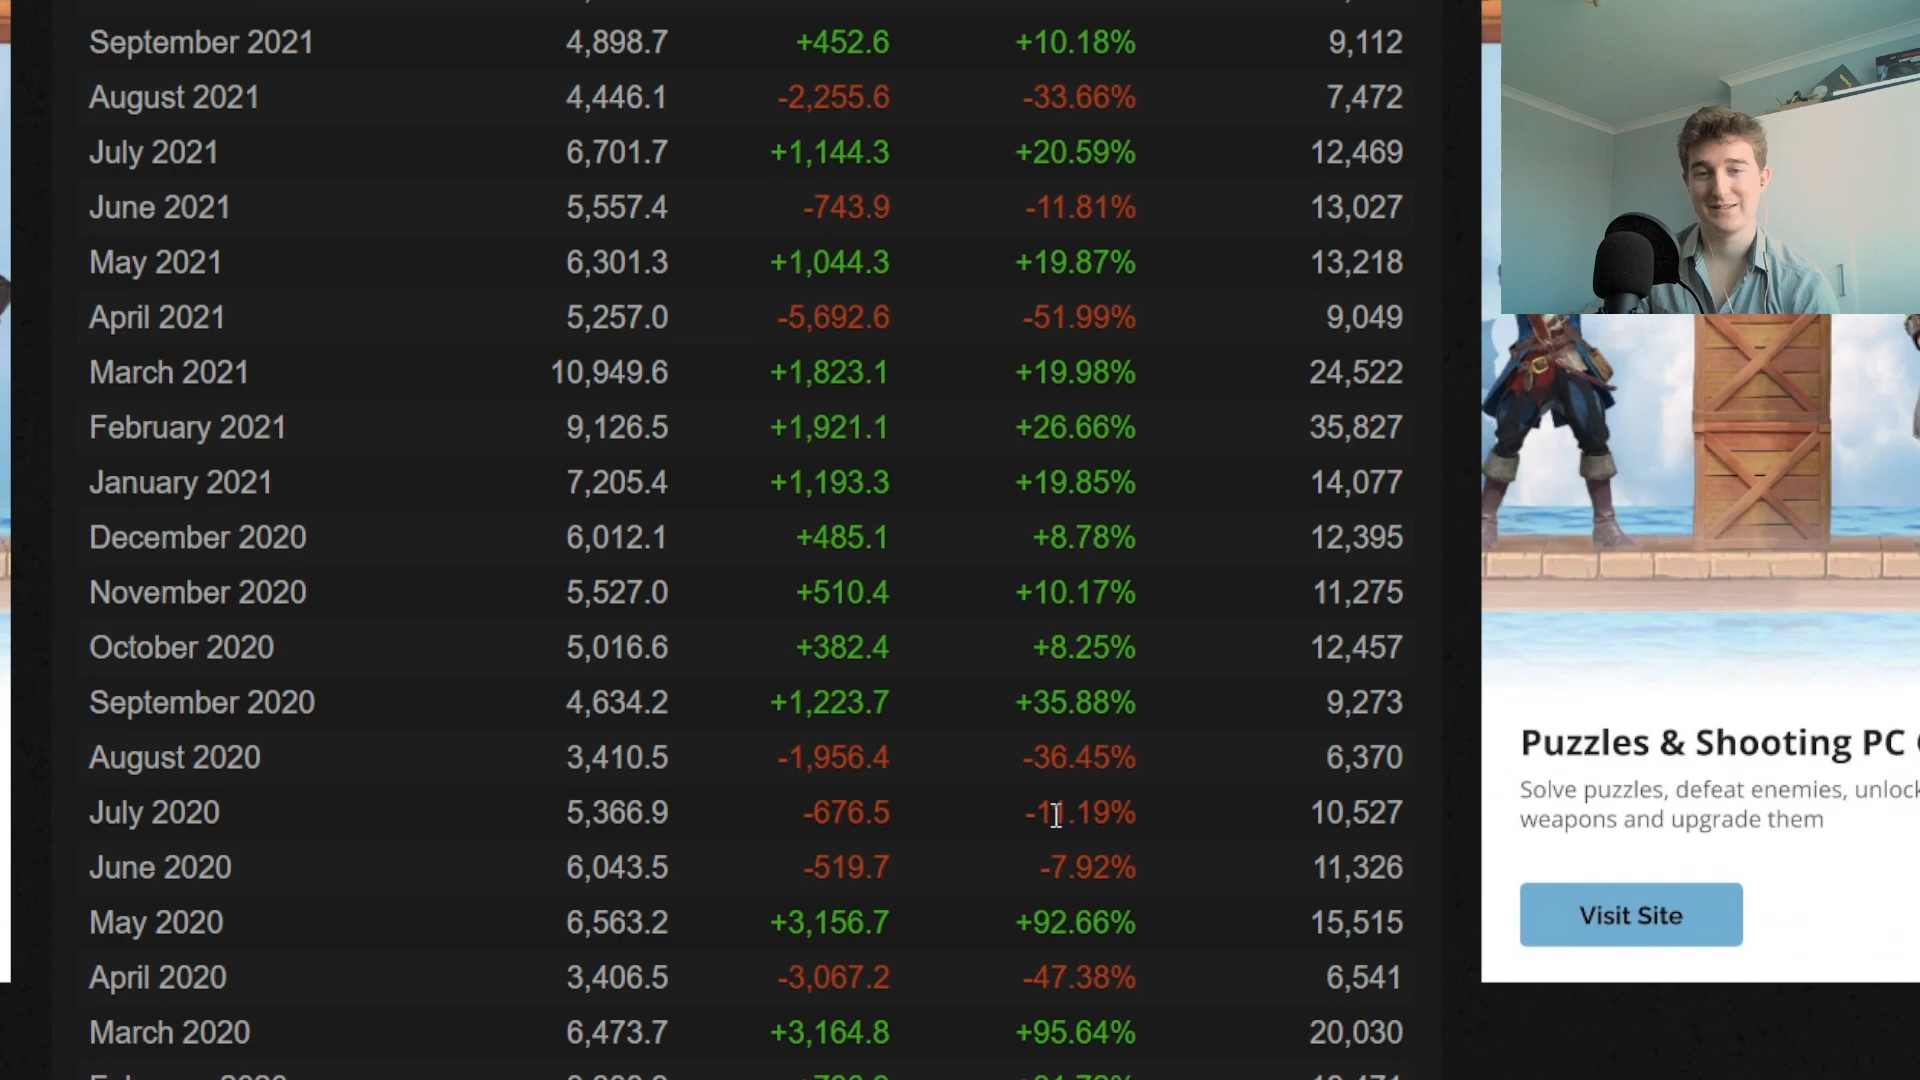 September 2021 4,898.7 +452.6 +10.18% 9,112
August 2021 4,446.1 -2,255.6 -33.66% 7,472
July 2021 6,701.7 +1,144.3 +20.59% 12,469
June 2021 5,557.4 -743.9 -11.81% 13,027
May 2021 6,301.3 +1,044.3 +19.87% 13,218
April 2021 5,257.0 -5,692.6 -51.99% 9,049
March 2021 10,949.6 +1,823.1 +19.98% 24,522
February 2021 9,126.5 +1,921.1 +26.66% 35,827
January 2021 7,205.4 +1,193.3 +19.85% 14,077
December 2020 6,012.1 +485.1 +8.78% 12,395
November 2020 5,527.0 +510.4 +10.17% 11,275
October 2020 5,016.6 +382.4 +8.25% 12,457
September 2020 4,634.2 +1,223.7 +35.88% 9,273
August 2020 3,410.5 -1,956.4 -36.45% 6,370
July 2020 5,366.9 -676.5 -11.19% 10,527
June 2020 6,043.5 -519.7 -7.92% 11,326
May 2020 6,563.2 +3,156.7 +92.66% 15,515
April 2020 3,406.5 -3,067.2 -47.38% 6,541
March 2020 6,473.7 +3,164.8 +95.64% 20,030
Puzzles & Shooting PC
Solve puzzles, defeat enemies, unlock
weapons and upgrade them
Visit Site